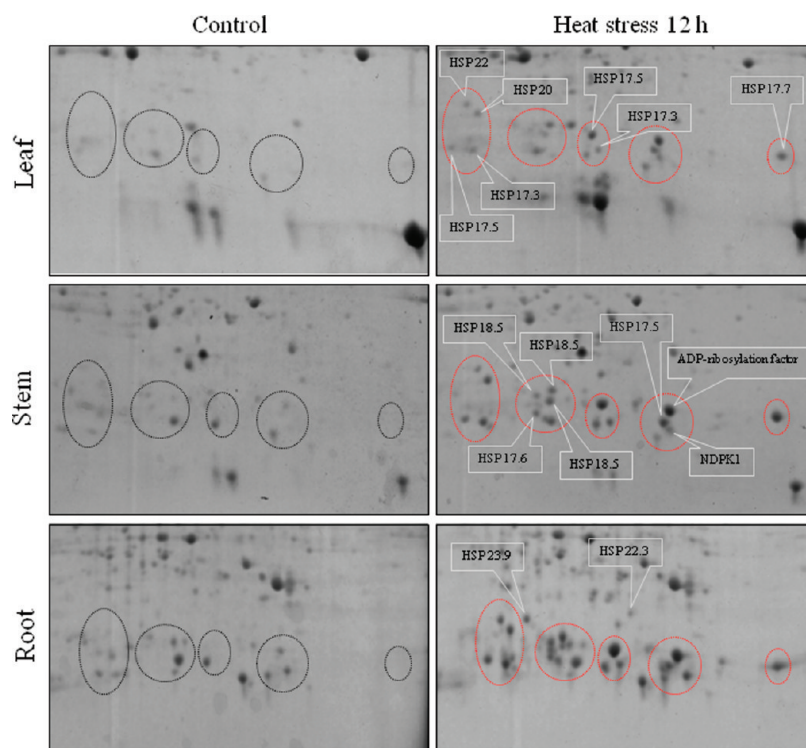 Control
Heat stress 12 h
Leaf
HSP22
HSP20
HSP17.5
HSP17.3
HSP17.7
HSP17.3
HSP17.5
Stem
HSP18.5
HSP18.5
HSP17.5
ADP-ribosylation factor
HSP17.6
HSP18.5
NDPK1
Root
HSP23.9
HSP22.3